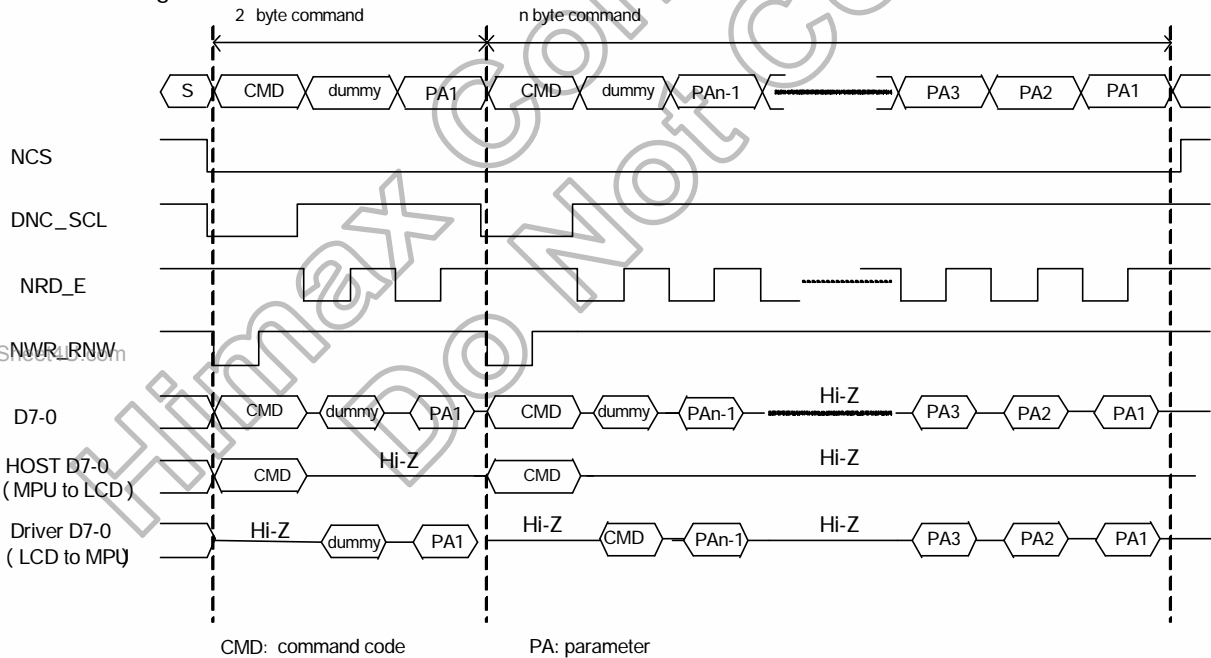 2 byte command n byte command
S CMD dummy PA1 CMD dummy PAn-1 PA3 PA2 PA1
NCS
DNC_SCL
NRD_E
NWR_RNW
D7-0 CMD dummy PA1 CMD dummy PAn-1 Hi-Z PA3 PA2 PA1
HOST D7-0
( MPU to LCD )
CMD Hi-Z CMD Hi-Z
Driver D7-0
( LCD to MPU)
Hi-Z dummy PA1 Hi-Z CMD PAn-1 Hi-Z PA3 PA2 PA1
CMD: command code PA: parameter
Himax
Do Not